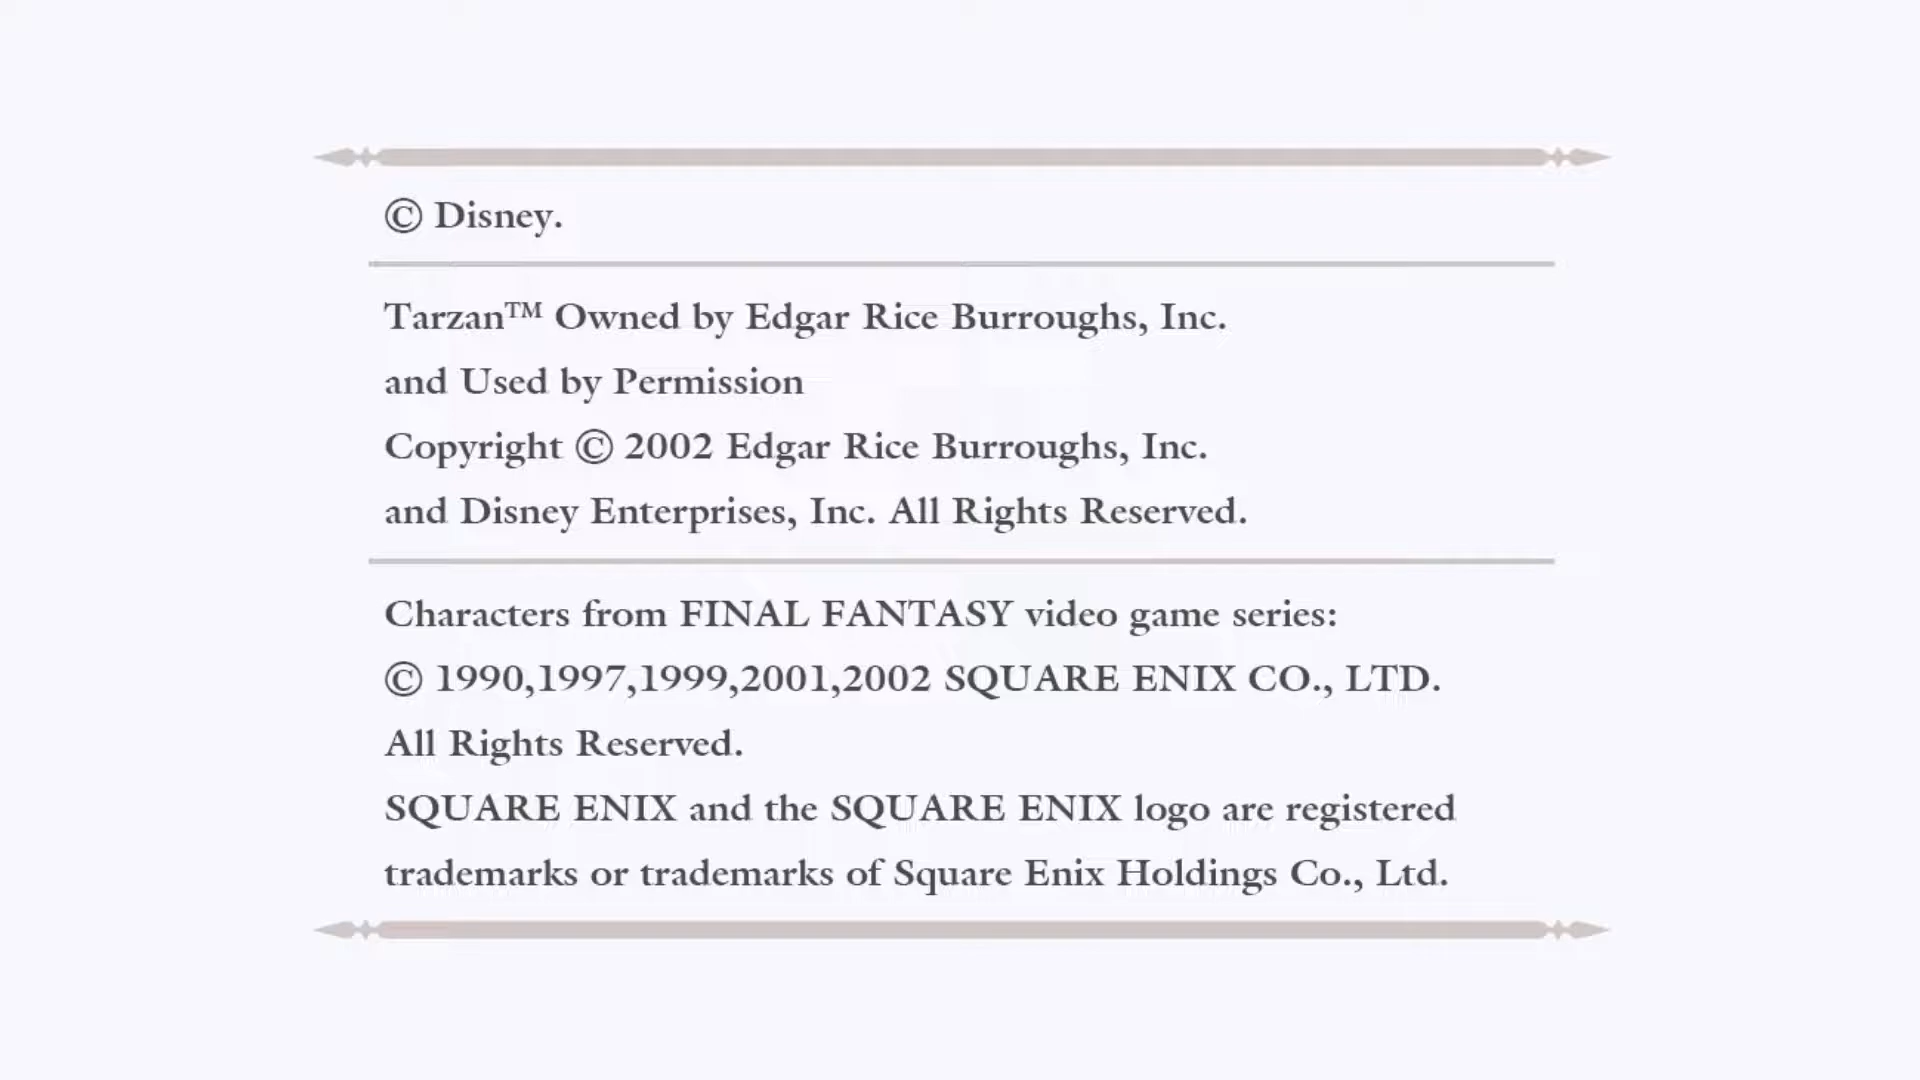 © Disney.
Tarzan™ Owned by Edgar Rice Burroughs, Inc.
and Used by Permission
Copyright © 2002 Edgar Rice Burroughs, Inc.
and Disney Enterprises, Inc. All Rights Reserved.
Characters from FINAL FANTASY video game series:
© 1990,1997,1999,2001,2002 SQUARE ENIX CO., LTD.
All Rights Reserved.
SQUARE ENIX and the SQUARE ENIX logo are registered
trademarks or trademarks of Square Enix Holdings Co., Ltd.